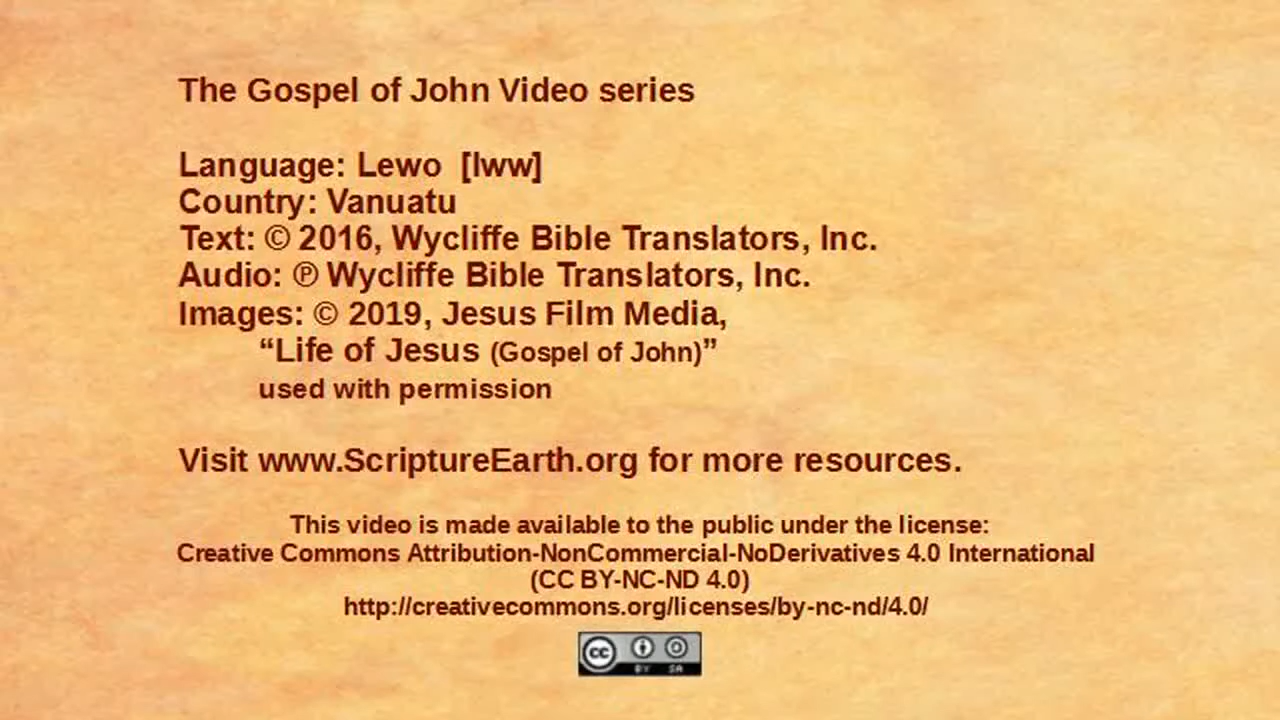 The Gospel of John Video series
Language: Lewo [lww]
Country: Vanuatu
Text: © 2016, Wycliffe Bible Translators, Inc.
Audio: ℗ Wycliffe Bible Translators, Inc.
Images: © 2019, Jesus Film Media,
“Life of Jesus (Gospel of John)”
used with permission
Visit www.ScriptureEarth.org for more resources.
This video is made available to the public under the license:
Creative Commons Attribution-NonCommercial-NoDerivatives 4.0 International
(CC BY-NC-ND 4.0)
http://creativecommons.org/licenses/by-nc-nd/4.0/
cc BY SA